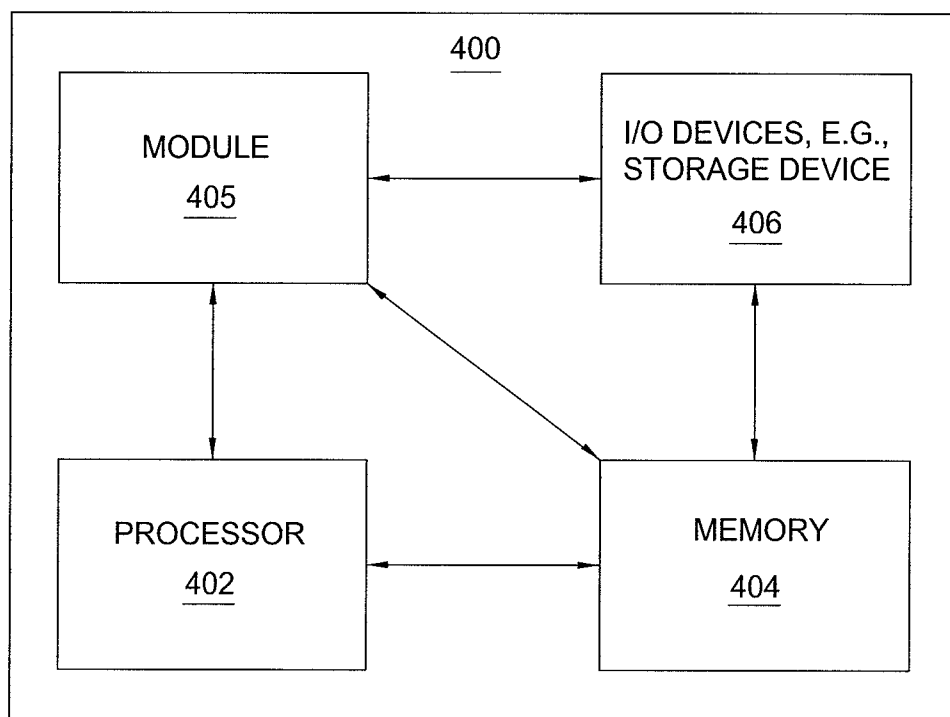 400
MODULE
405
I/O DEVICES, E.G.,
STORAGE DEVICE
406
PROCESSOR
402
MEMORY
404